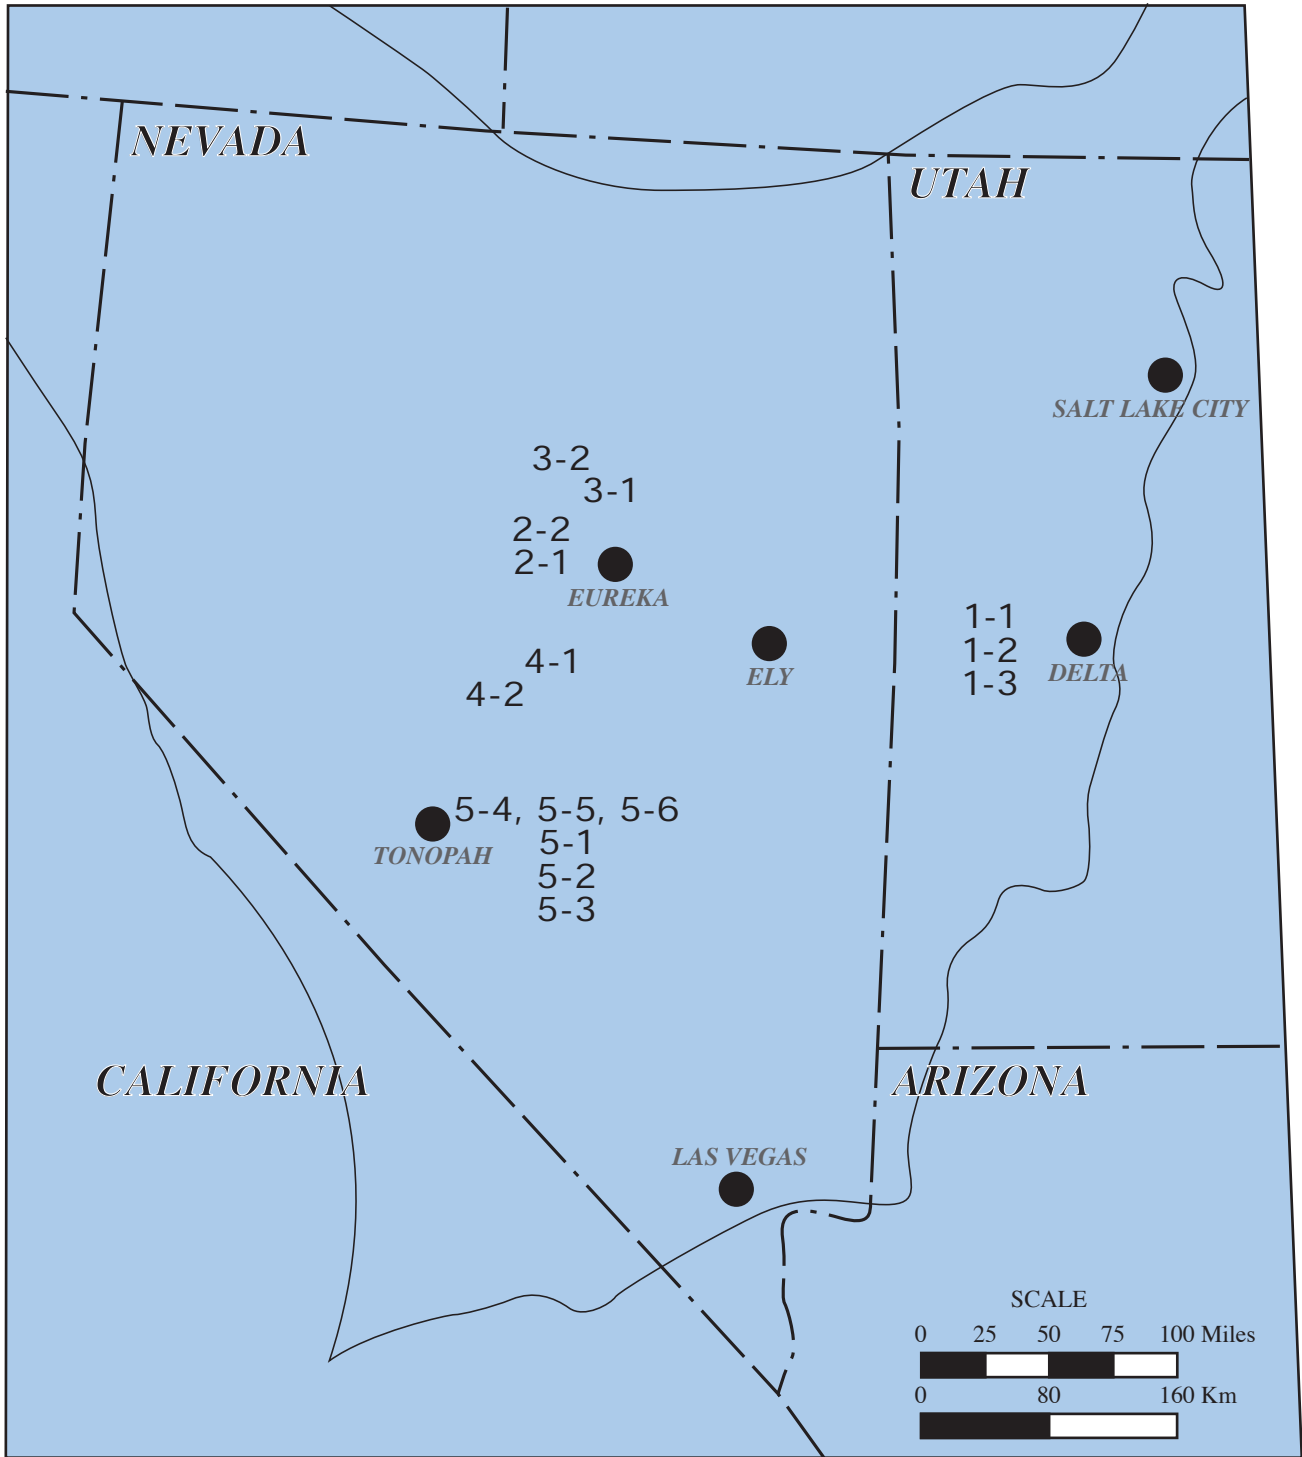 NEVADA
UTAH
SALT LAKE CITY
3-2
3-1
2-2
2-1
EUREKA
1-1
1-2
1-3
DELTA
4-1
4-2
ELY
5-4, 5-5, 5-6
5-1
5-2
5-3
TONOPAH
CALIFORNIA
ARIZONA
LAS VEGAS
SCALE
0 25 50 75 100 Miles
0 80 160 Km